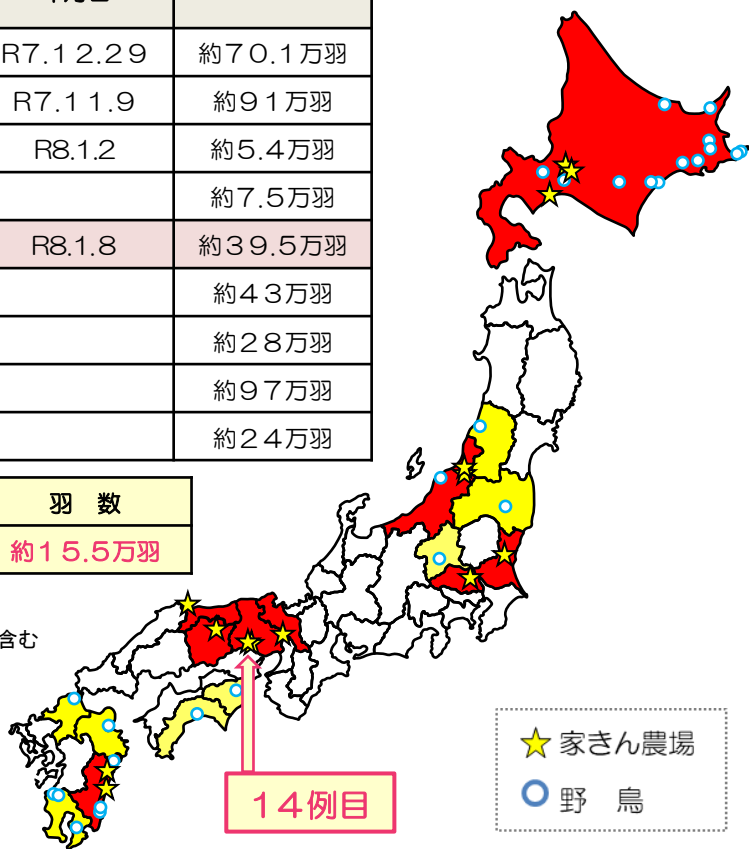 R7.12.29 約70.1万羽
R7.11.9 約91万羽
R8.1.2 約5.4万羽
約7.5万羽
R8.1.8 約39.5万羽
約43万羽
約28万羽
約97万羽
約24万羽
羽 数
約15.5万羽
含む
14例目
家きん農場
野 鳥